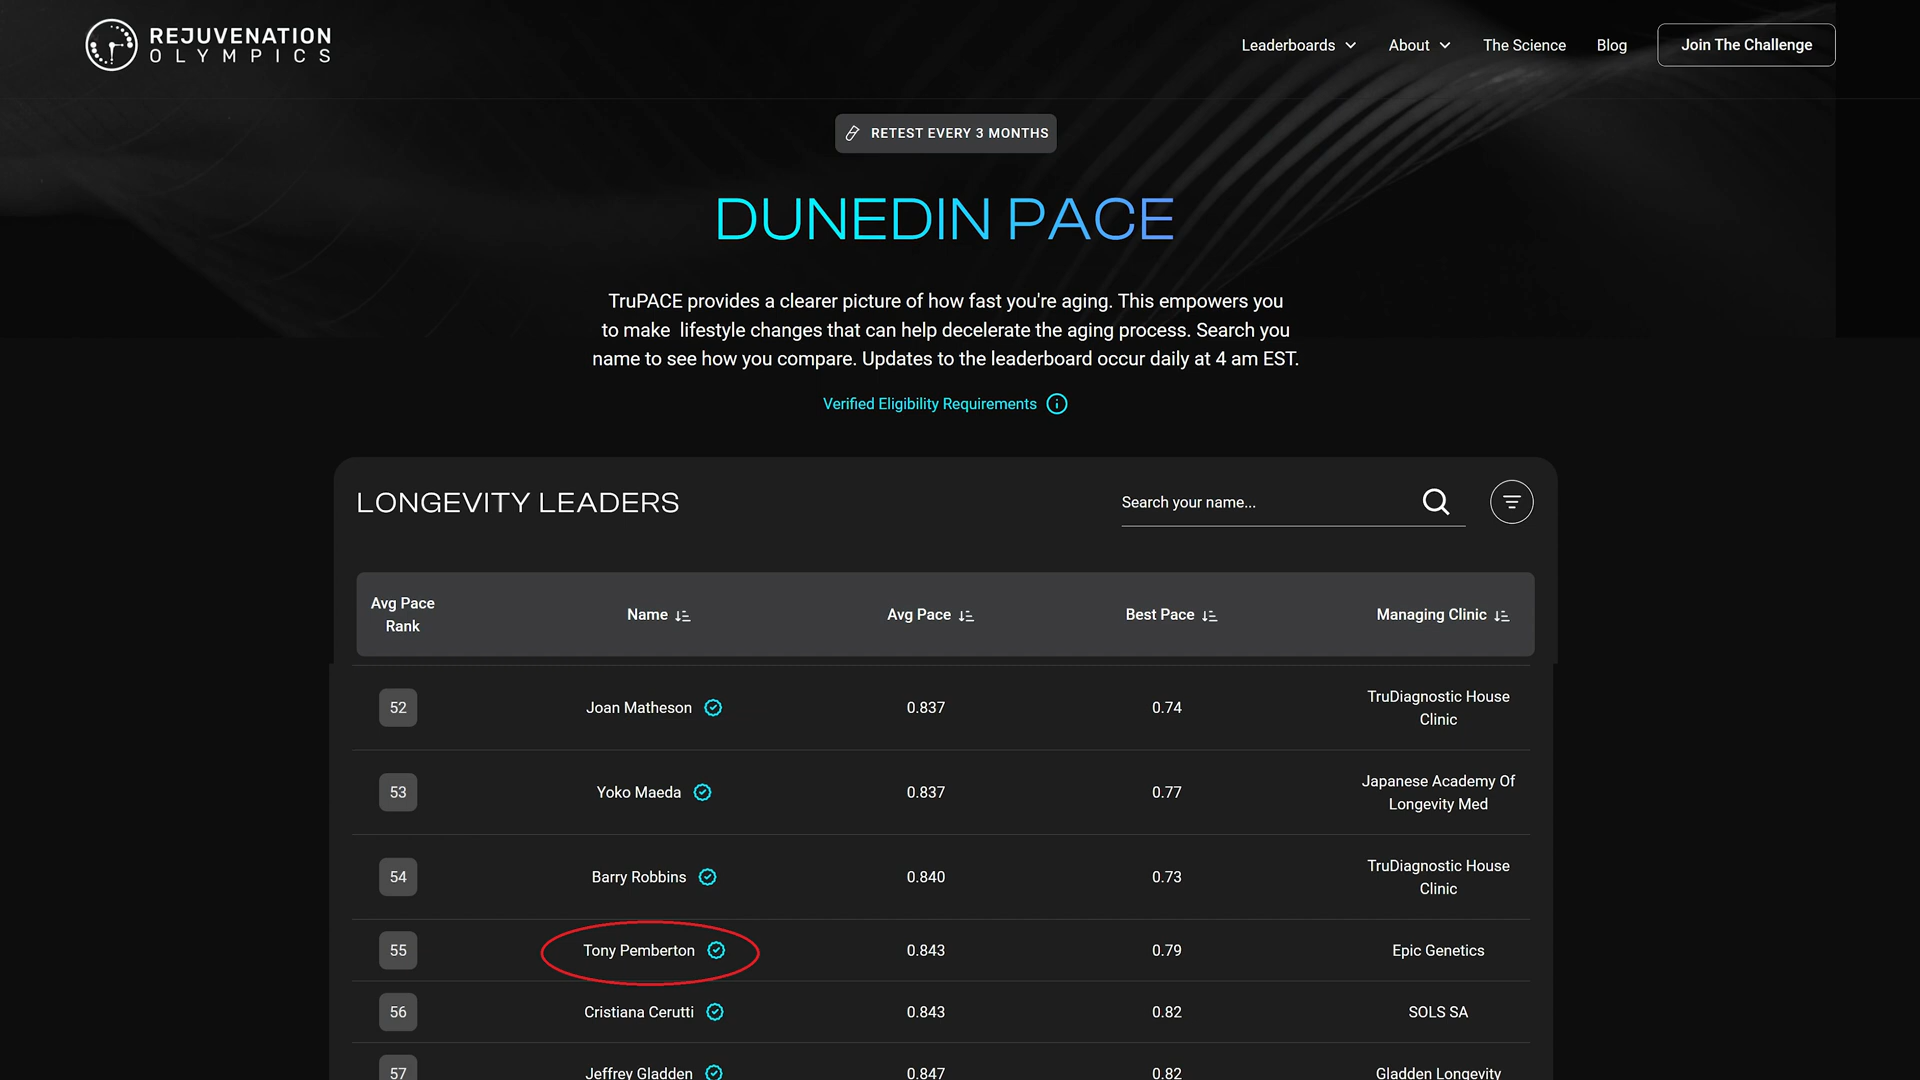 REJUVENATION
OLYMPICS
Leaderboards
About
The Science
Blog
Join The Challenge
RETEST EVERY 3 MONTHS
DUNEDIN PACE
TruPACE provides a clearer picture of how fast you're aging. This empowers you
to make lifestyle changes that can help decelerate the aging process. Search you
name to see how you compare. Updates to the leaderboard occur daily at 4 am EST.
Verified Eligibility Requirements
LONGEVITY LEADERS
Search your name...
Avg Pace
Rank
Name
Avg Pace
Best Pace
Managing Clinic
52 Joan Matheson 0.837 0.74 TruDiagnostic House
Clinic
53 Yoko Maeda 0.837 0.77 Japanese Academy Of
Longevity Med
54 Barry Robbins 0.840 0.73 TruDiagnostic House
Clinic
55 Tony Pemberton 0.843 0.79 Epic Genetics
56 Cristiana Cerutti 0.843 0.82 SOLS SA
57 Jeffrey Gladden 0.847 0.82 Gladden Longevity